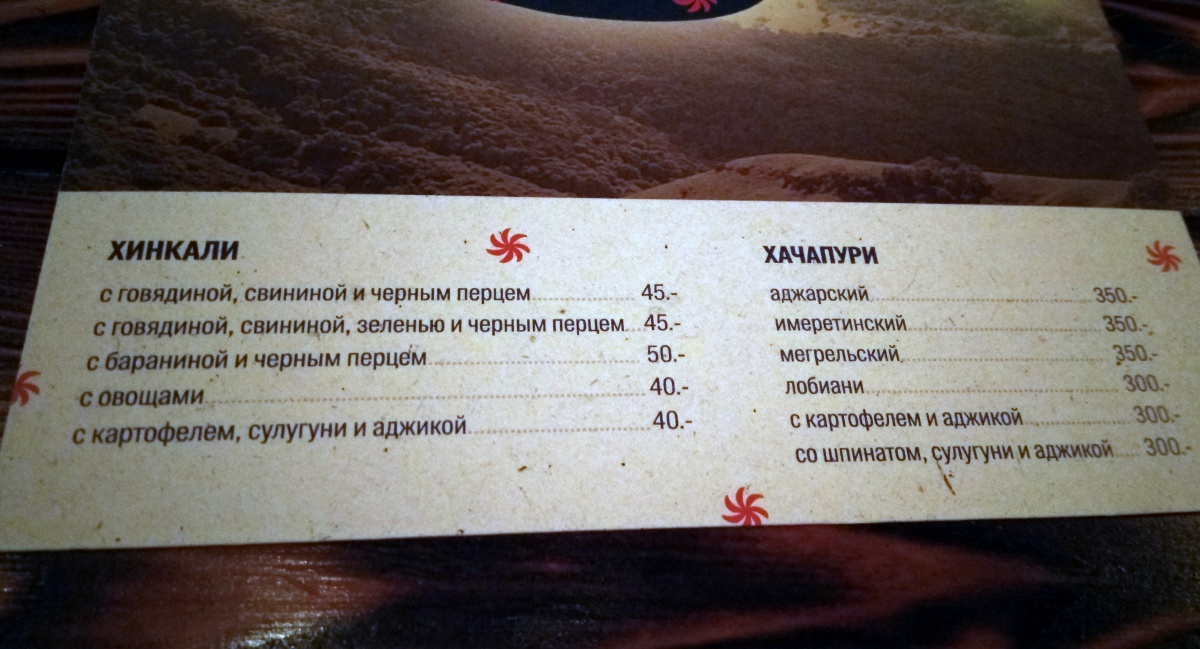 ХИНКАЛИ
с говядиной, свининой и черным перцем 45.-
с говядиной, свининой, зеленью и черным перцем 45.-
с бараниной и черным перцем 50.-
с овощами 40.-
с картофелем, сулугуни и аджикой 40.-
ХАЧАПУРИ
аджарский 350.-
имеретинский 350.-
мегрельский 350.-
лобиани 300.-
с картофелем и аджикой 300.-
со шпинатом, сулугуни и аджикой 300.-